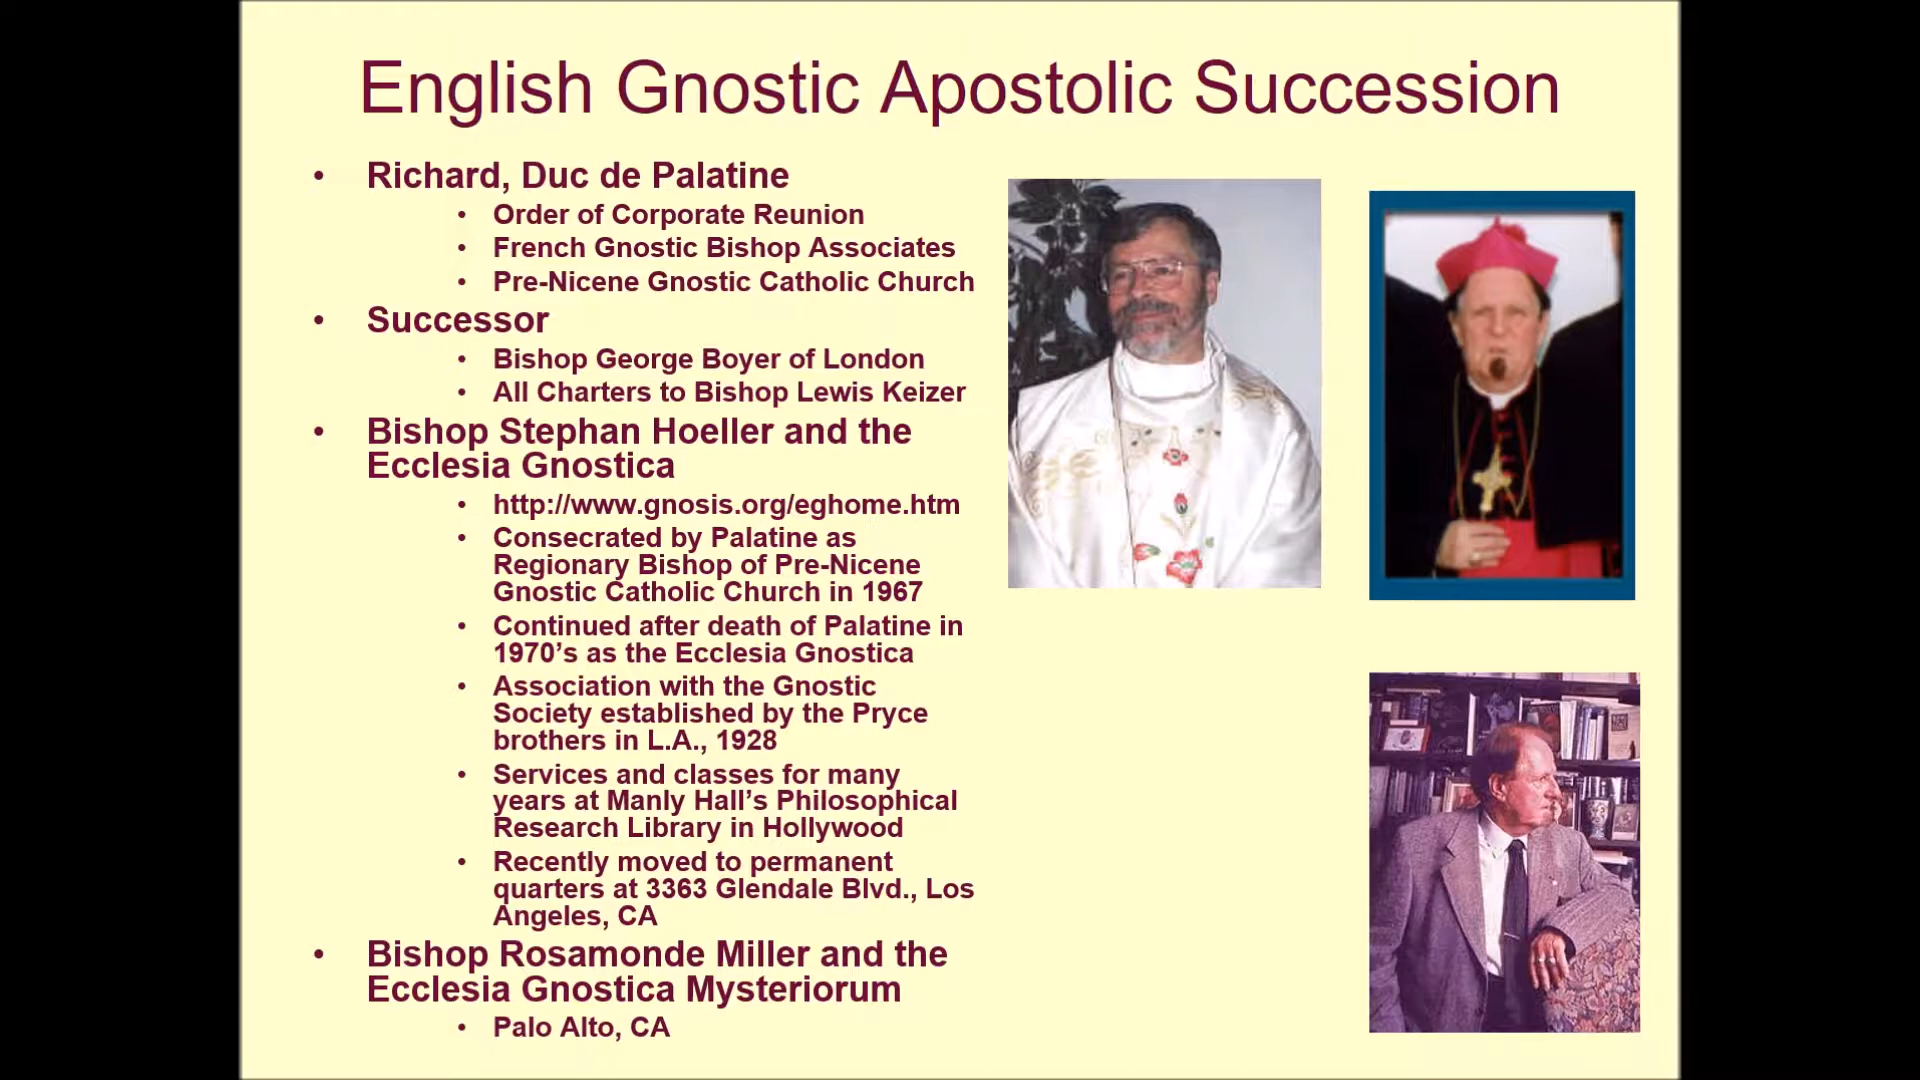 English Gnostic Apostolic Succession
• Richard, Duc de Palatine
• Order of Corporate Reunion
• French Gnostic Bishop Associates
• Pre-Nicene Gnostic Catholic Church
• Successor
• Bishop George Boyer of London
• All Charters to Bishop Lewis Keizer
• Bishop Stephan Hoeller and the
Ecclesia Gnostica
• http://www.gnosis.org/eghome.htm
• Consecrated by Palatine as
Regionary Bishop of Pre-Nicene
Gnostic Catholic Church in 1967
• Continued after death of Palatine in
1970’s as the Ecclesia Gnostica
• Association with the Gnostic
Society established by the Pryce
brothers in L.A., 1928
• Services and classes for many
years at Manly Hall’s Philosophical
Research Library in Hollywood
• Recently moved to permanent
quarters at 3363 Glendale Blvd., Los
Angeles, CA
• Bishop Rosamonde Miller and the
Ecclesia Gnostica Mysteriorum
• Palo Alto, CA